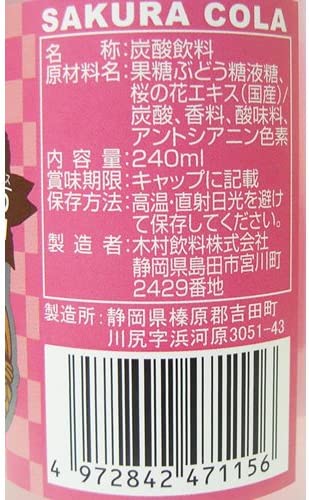 SAKURA COLA
名称:炭酸飲料
原材料名:果糖ぶどう糖液糖、
桜の花エキス(国産)/
炭酸、香料、酸味料、
アントシアニン色素
内容量:240ml
賞味期限:キャップに記載
保存方法:高温・直射日光を避け
て保存してください。
製造者:木村飲料株式会社
静岡県島田市宮川町
2429番地
製造所:静岡県榛原郡吉田町
川尻字浜河原3051-43
4 972842 471156